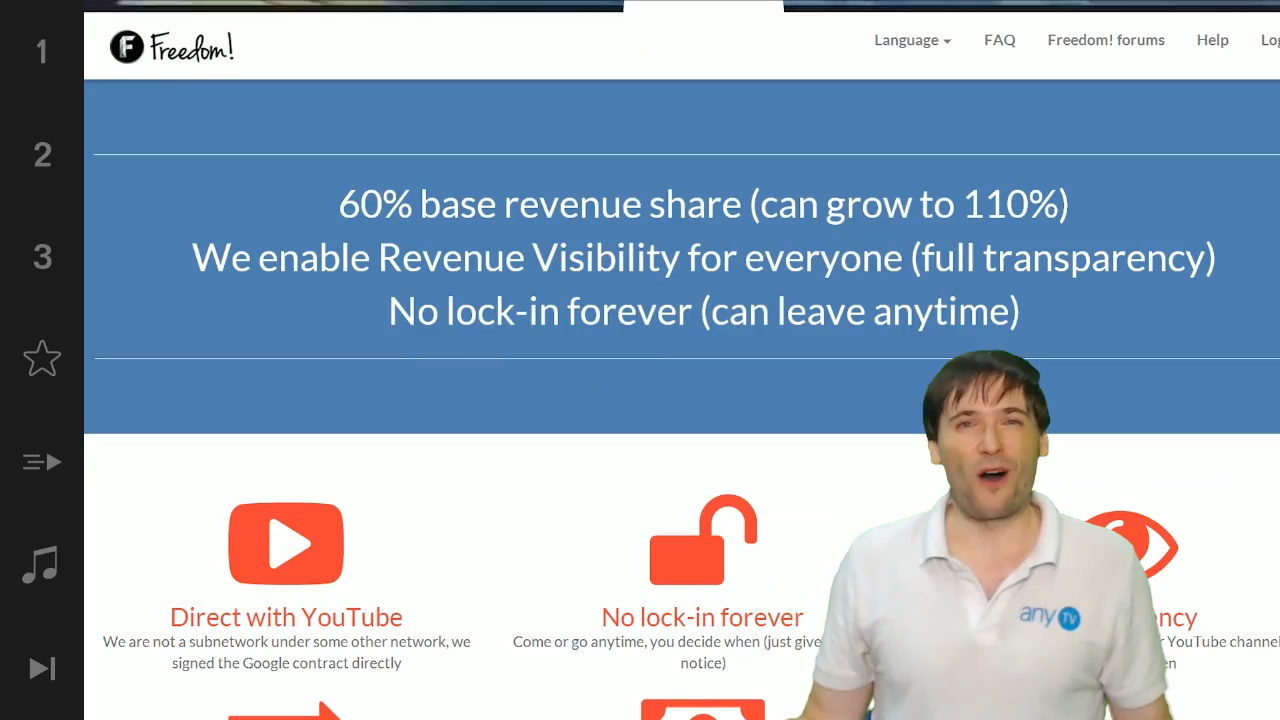 1
2
3
F Freedom!
Language FAQ Freedom! forums Help
60% base revenue share (can grow to 110%)
We enable Revenue Visibility for everyone (full transparency)
No lock-in forever (can leave anytime)
Direct with YouTube
We are not a subnetwork under some other network, we
signed the Google contract directly
No lock-in forever
Come or go anytime, you decide when (just give
notice)
YouTube channel
any TV